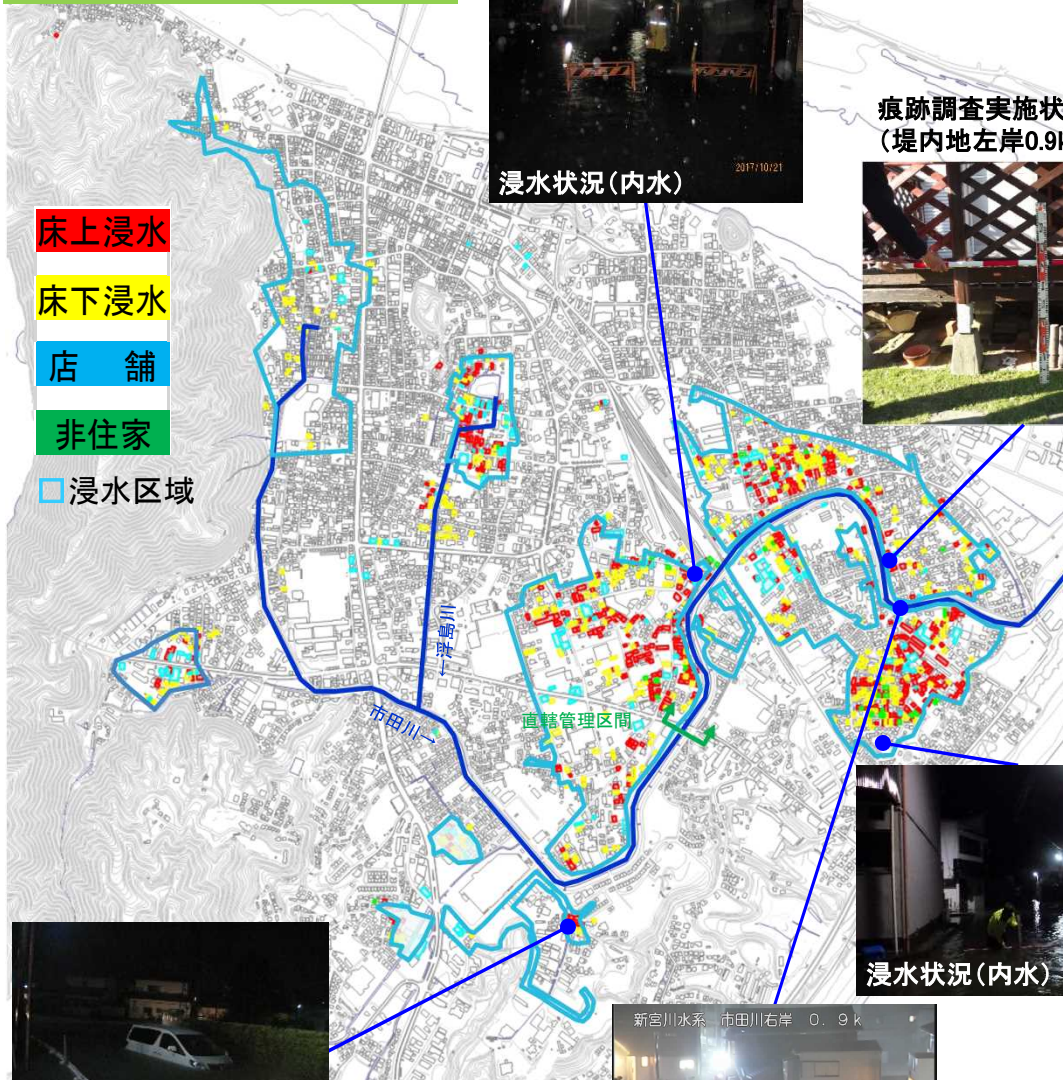 浸水状況（内水）
2017/10/21
痕跡調査実施状
（堤内地左岸0.9k
床上浸水
床下浸水
店　舗
非住家
浸水区域
←浮島川
市田川→
直轄管理区間
浸水状況（内水）
新宮川水系　市田川右岸　０．９ｋ